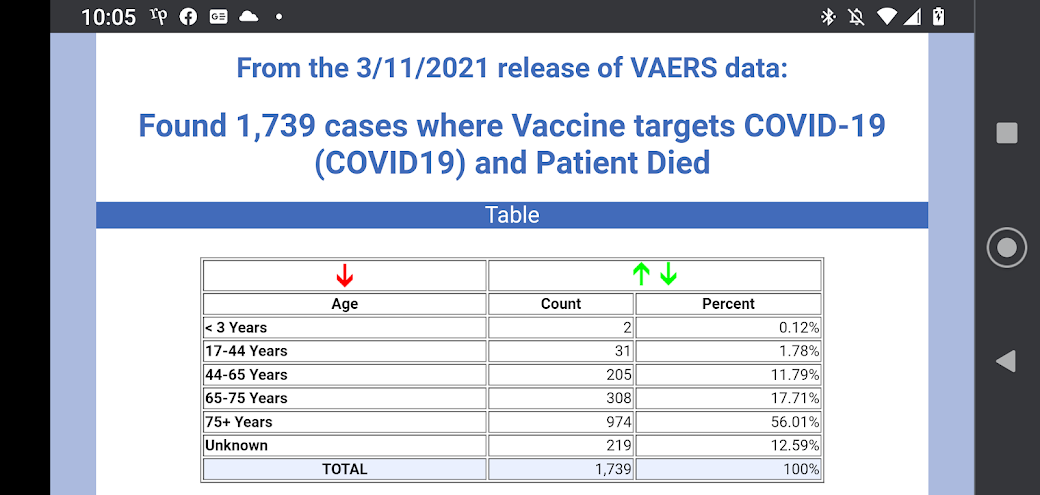 10:05
From the 3/11/2021 release of VAERS data:
Found 1,739 cases where Vaccine targets COVID-19
(COVID19) and Patient Died
Table
Age Count Percent
< 3 Years 2 0.12%
17-44 Years 31 1.78%
44-65 Years 205 11.79%
65-75 Years 308 17.71%
75+ Years 974 56.01%
Unknown 219 12.59%
TOTAL 1,739 100%